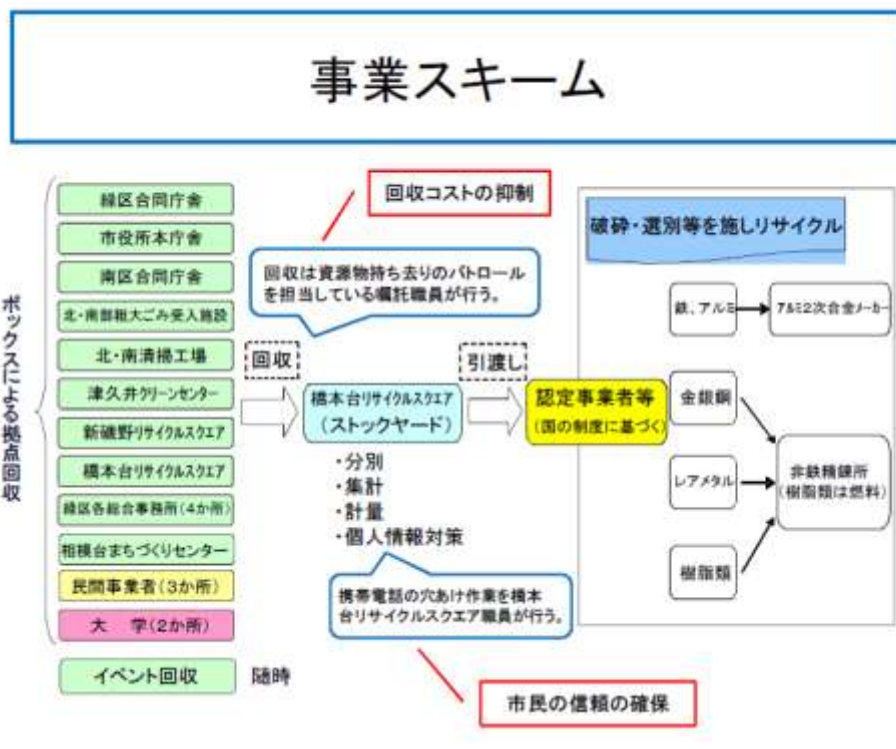 事業スキーム
ボックスによる拠点回収
緑区合同庁舎
市役所本庁舎
南区合同庁舎
北・南部粗大ごみ受入施設
北・南清掃工場
津久井クリーンセンター
新磯野リサイクルスクエア
橋本台リサイクルスクエア
緑区各総合事務所(4か所)
相模台まちづくりセンター
民間事業者(3か所)
大 学(2か所)
イベント回収 随時
回収コストの抑制
回収は資源物持ち去りのパトロール
を担当している嘱託職員が行う。
回収
橋本台リサイクルスクエア
(ストックヤード)
・分別
・集計
・計量
・個人情報対策
携帯電話の穴あけ作業を橋本
台リサイクルスクエア職員が行う。
市民の信頼の確保
引渡し
認定事業者等
(国の制度に基づく)
破砕・選別等を施しリサイクル
鉄、アルミ
アルミ2次合金メーカー
金銀銅
レアメタル
樹脂類
非鉄精錬所
(樹脂類は燃料)